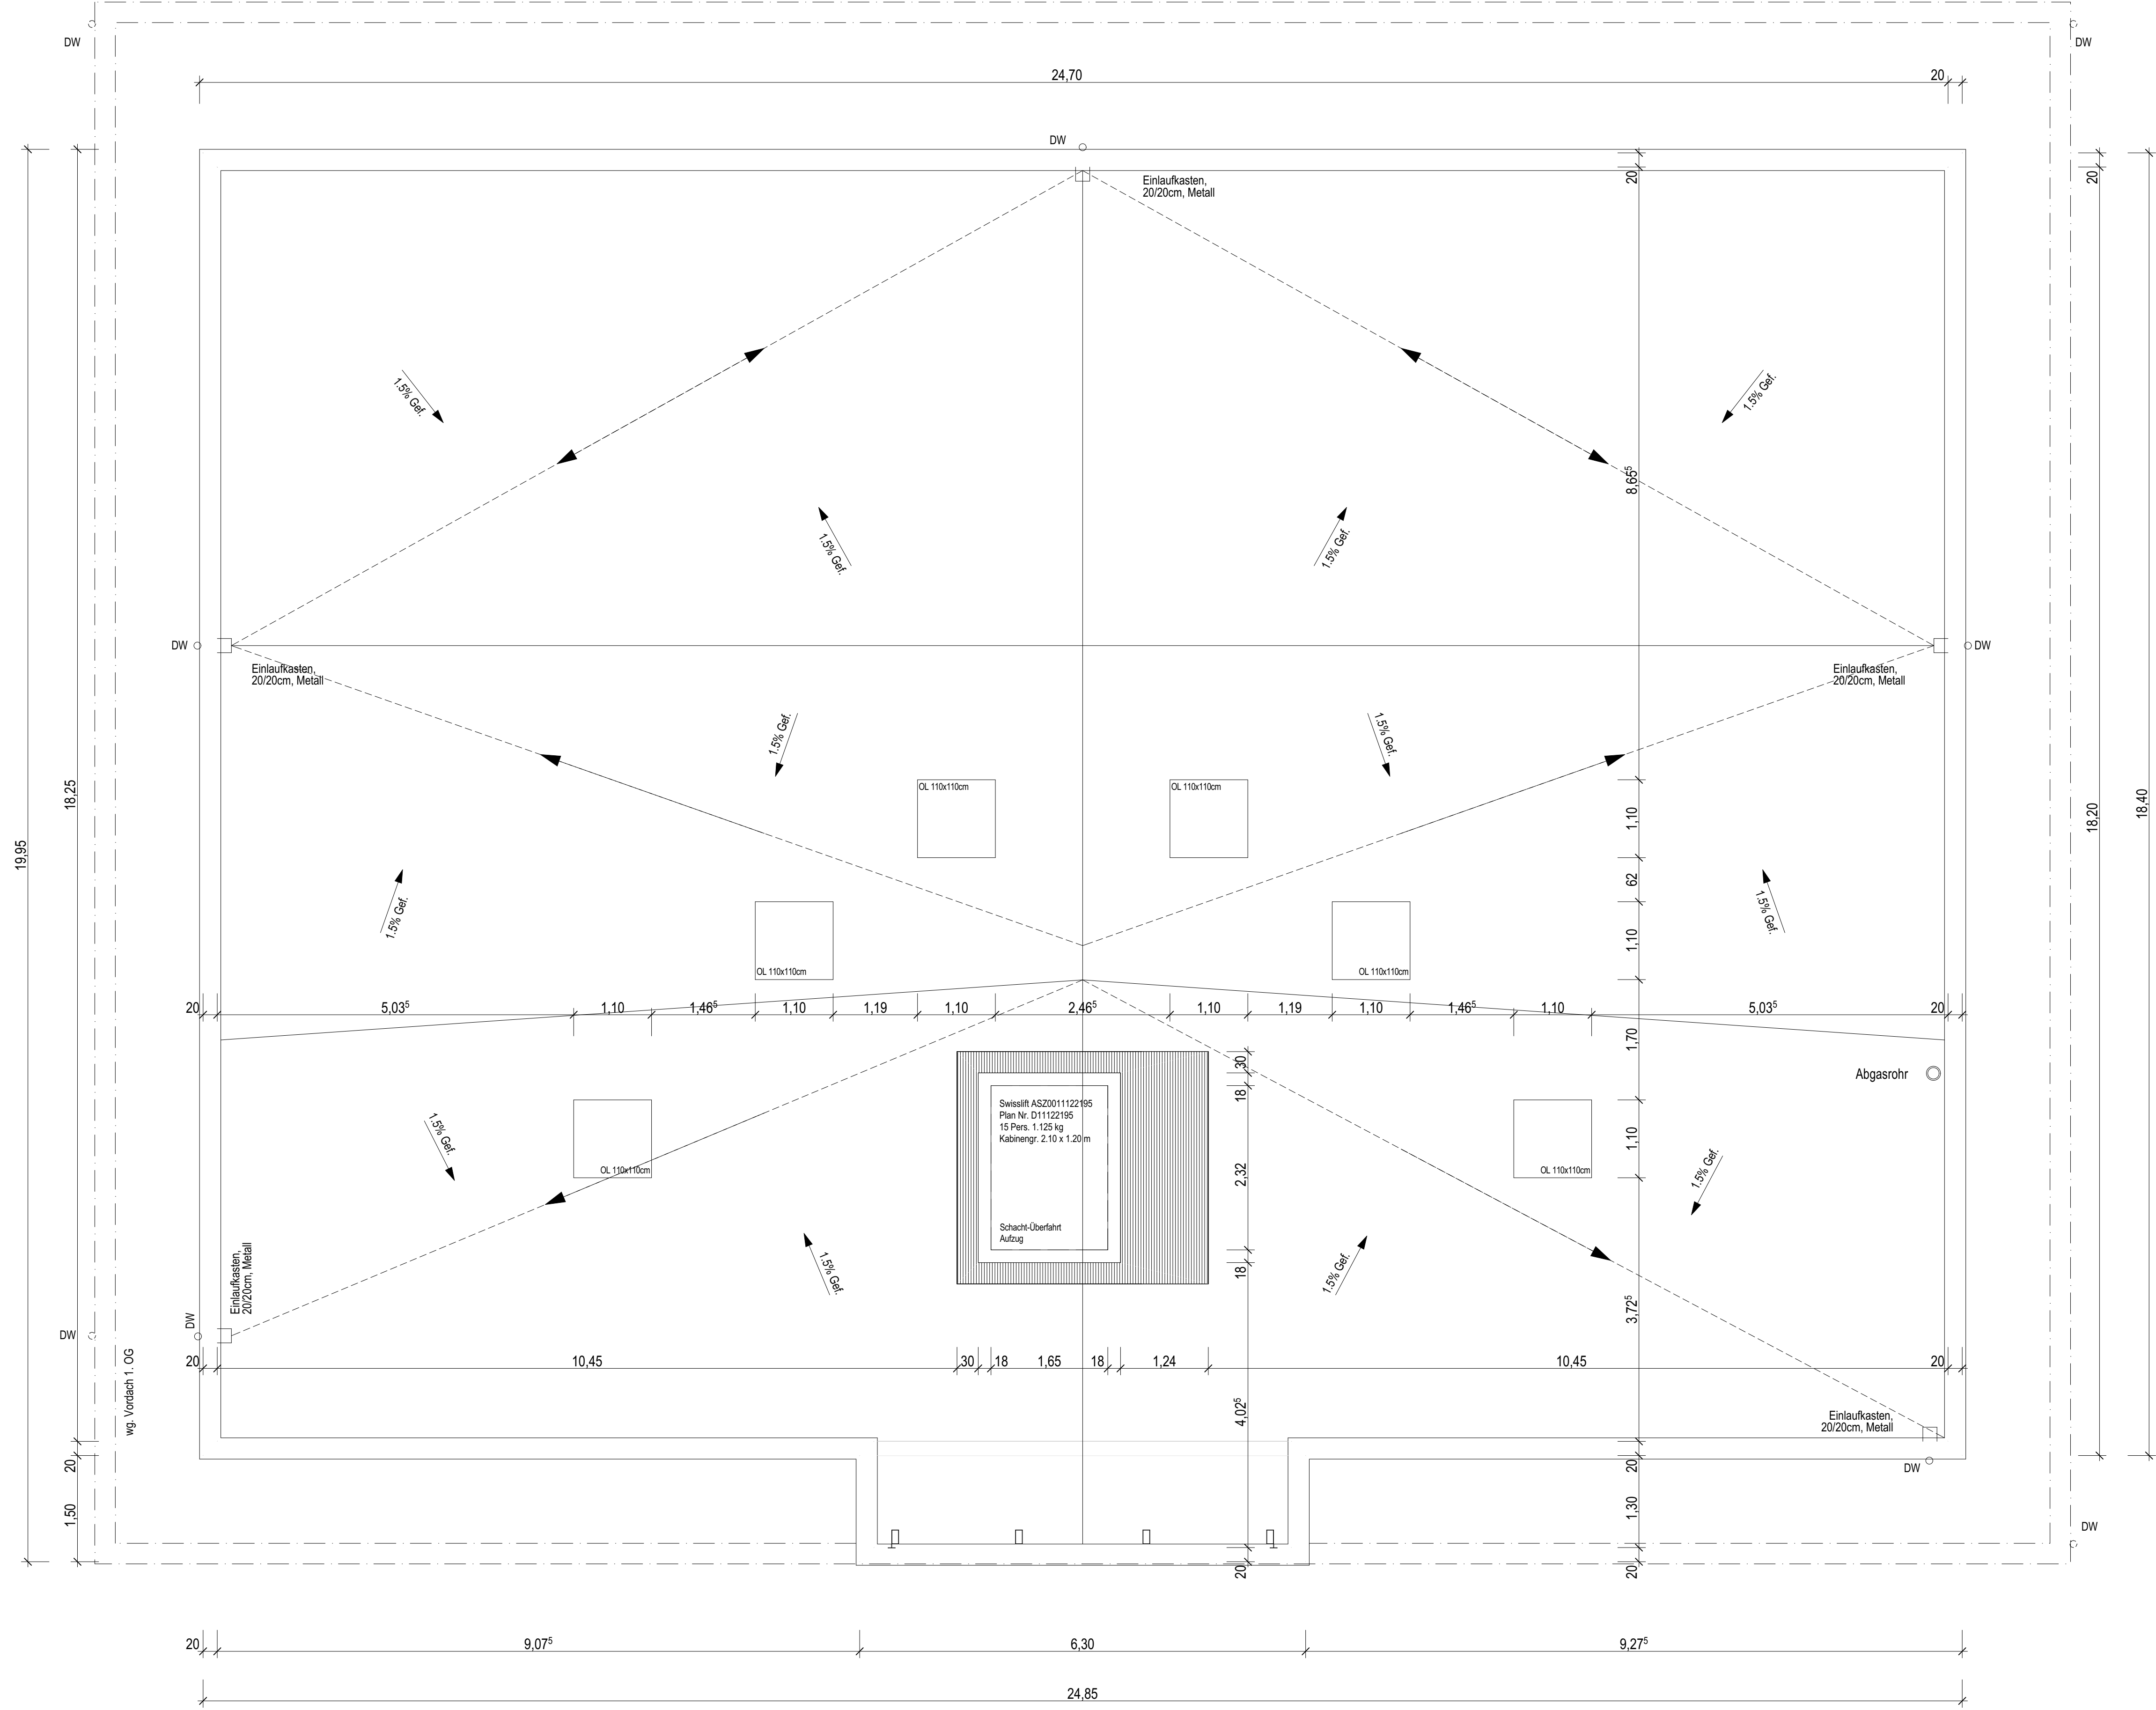 DW
DW
24,70
20
DW
Einlaufkasten,
20/20cm, Metall
20
20
1.5% Gef.
1.5% Gef.
8,65⁵
1.5% Gef.
1.5% Gef.
DW
DW
Einlaufkasten,
20/20cm, Metall
Einlaufkasten,
20/20cm, Metall
1.5% Gef.
1.5% Gef.
18,25
19,95
OL 110x110cm
OL 110x110cm
1,10
18,20
18,40
62
1.5% Gef.
1.5% Gef.
1,10
OL 110x110cm
OL 110x110cm
20
5,03⁵
1,10
1,46⁵
1,10
1,19
1,10
2,46⁵
1,10
1,19
1,10
1,46⁵
1,10
5,03⁵
20
1,70
30
18
Abgasrohr
Swisslift ASZ0011122195
Plan Nr. D11122195
15 Pers. 1.125 kg
Kabinengr. 2.10 x 1.20 m
1.5% Gef.
1,10
OL 110x110cm
OL 110x110cm
2,32
1.5% Gef.
Schacht-Überfahrt
Aufzug
18
1.5% Gef.
1.5% Gef.
Einlaufkasten,
20/20cm, Metall
DW
DW
3,72⁵
wg. Vordach 1. OG
20
10,45
30
18
1,65
18
1,24
10,45
20
4,02⁵
Einlaufkasten,
20/20cm, Metall
DW
20
20
1,50
1,30
DW
20
20
20
9,07⁵
6,30
9,27⁵
24,85